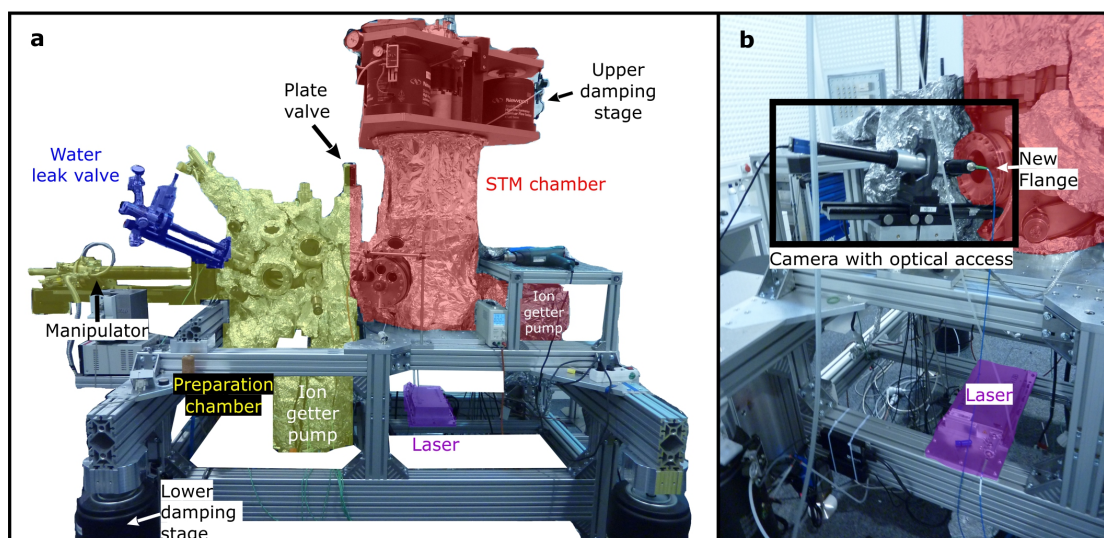 a
Plate
valve
Upper
damping
stage
Water
leak valve
STM chamber
Newport
Manipulator
Preparation
chamber
Ion
getter
pump
Ion
getter
pump
Laser
Lower
damping
stage
b
New
Flange
Camera with optical access
Laser